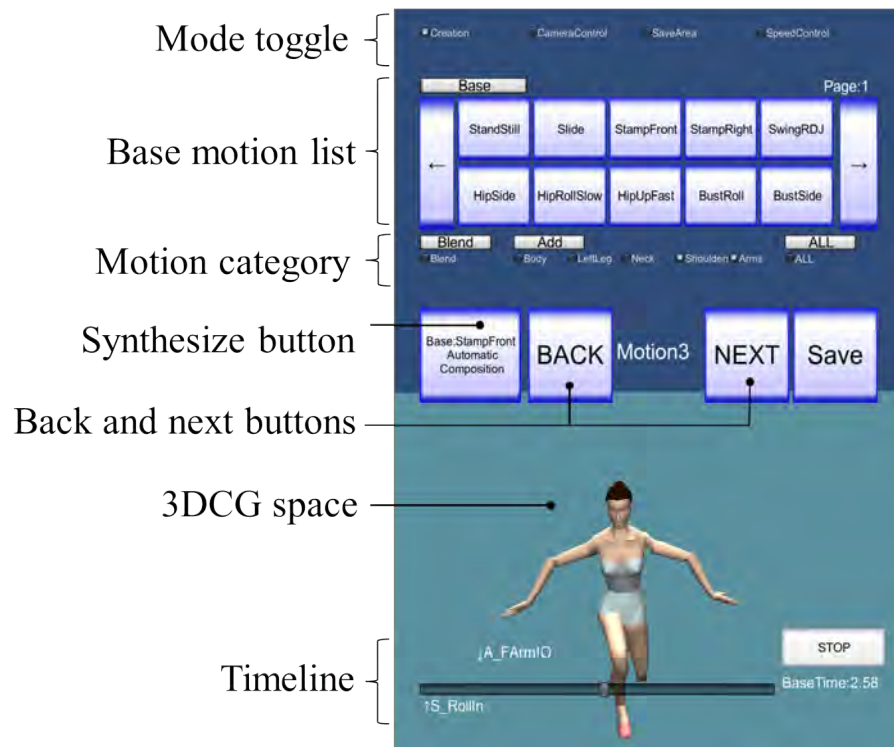 Mode toggle
Creation CameraControl SaveArea SpeedControl
Base Page:1
Base motion list
← StandStill Slide StampFront StampRight SwingRDJ →
HipSide HipRollSlow HipUpFast BustRoll BustSide
Motion category
Blend Add ALL
Blend Body LeftLeg Neck Shoulden Arms ALL
Synthesize button
Base:StampFront
Automatic
Composition
BACK Motion3 NEXT Save
Back and next buttons
3DCG space
Timeline
↓A_FArmIO
STOP
BaseTime:2.58
↑S_RollIn